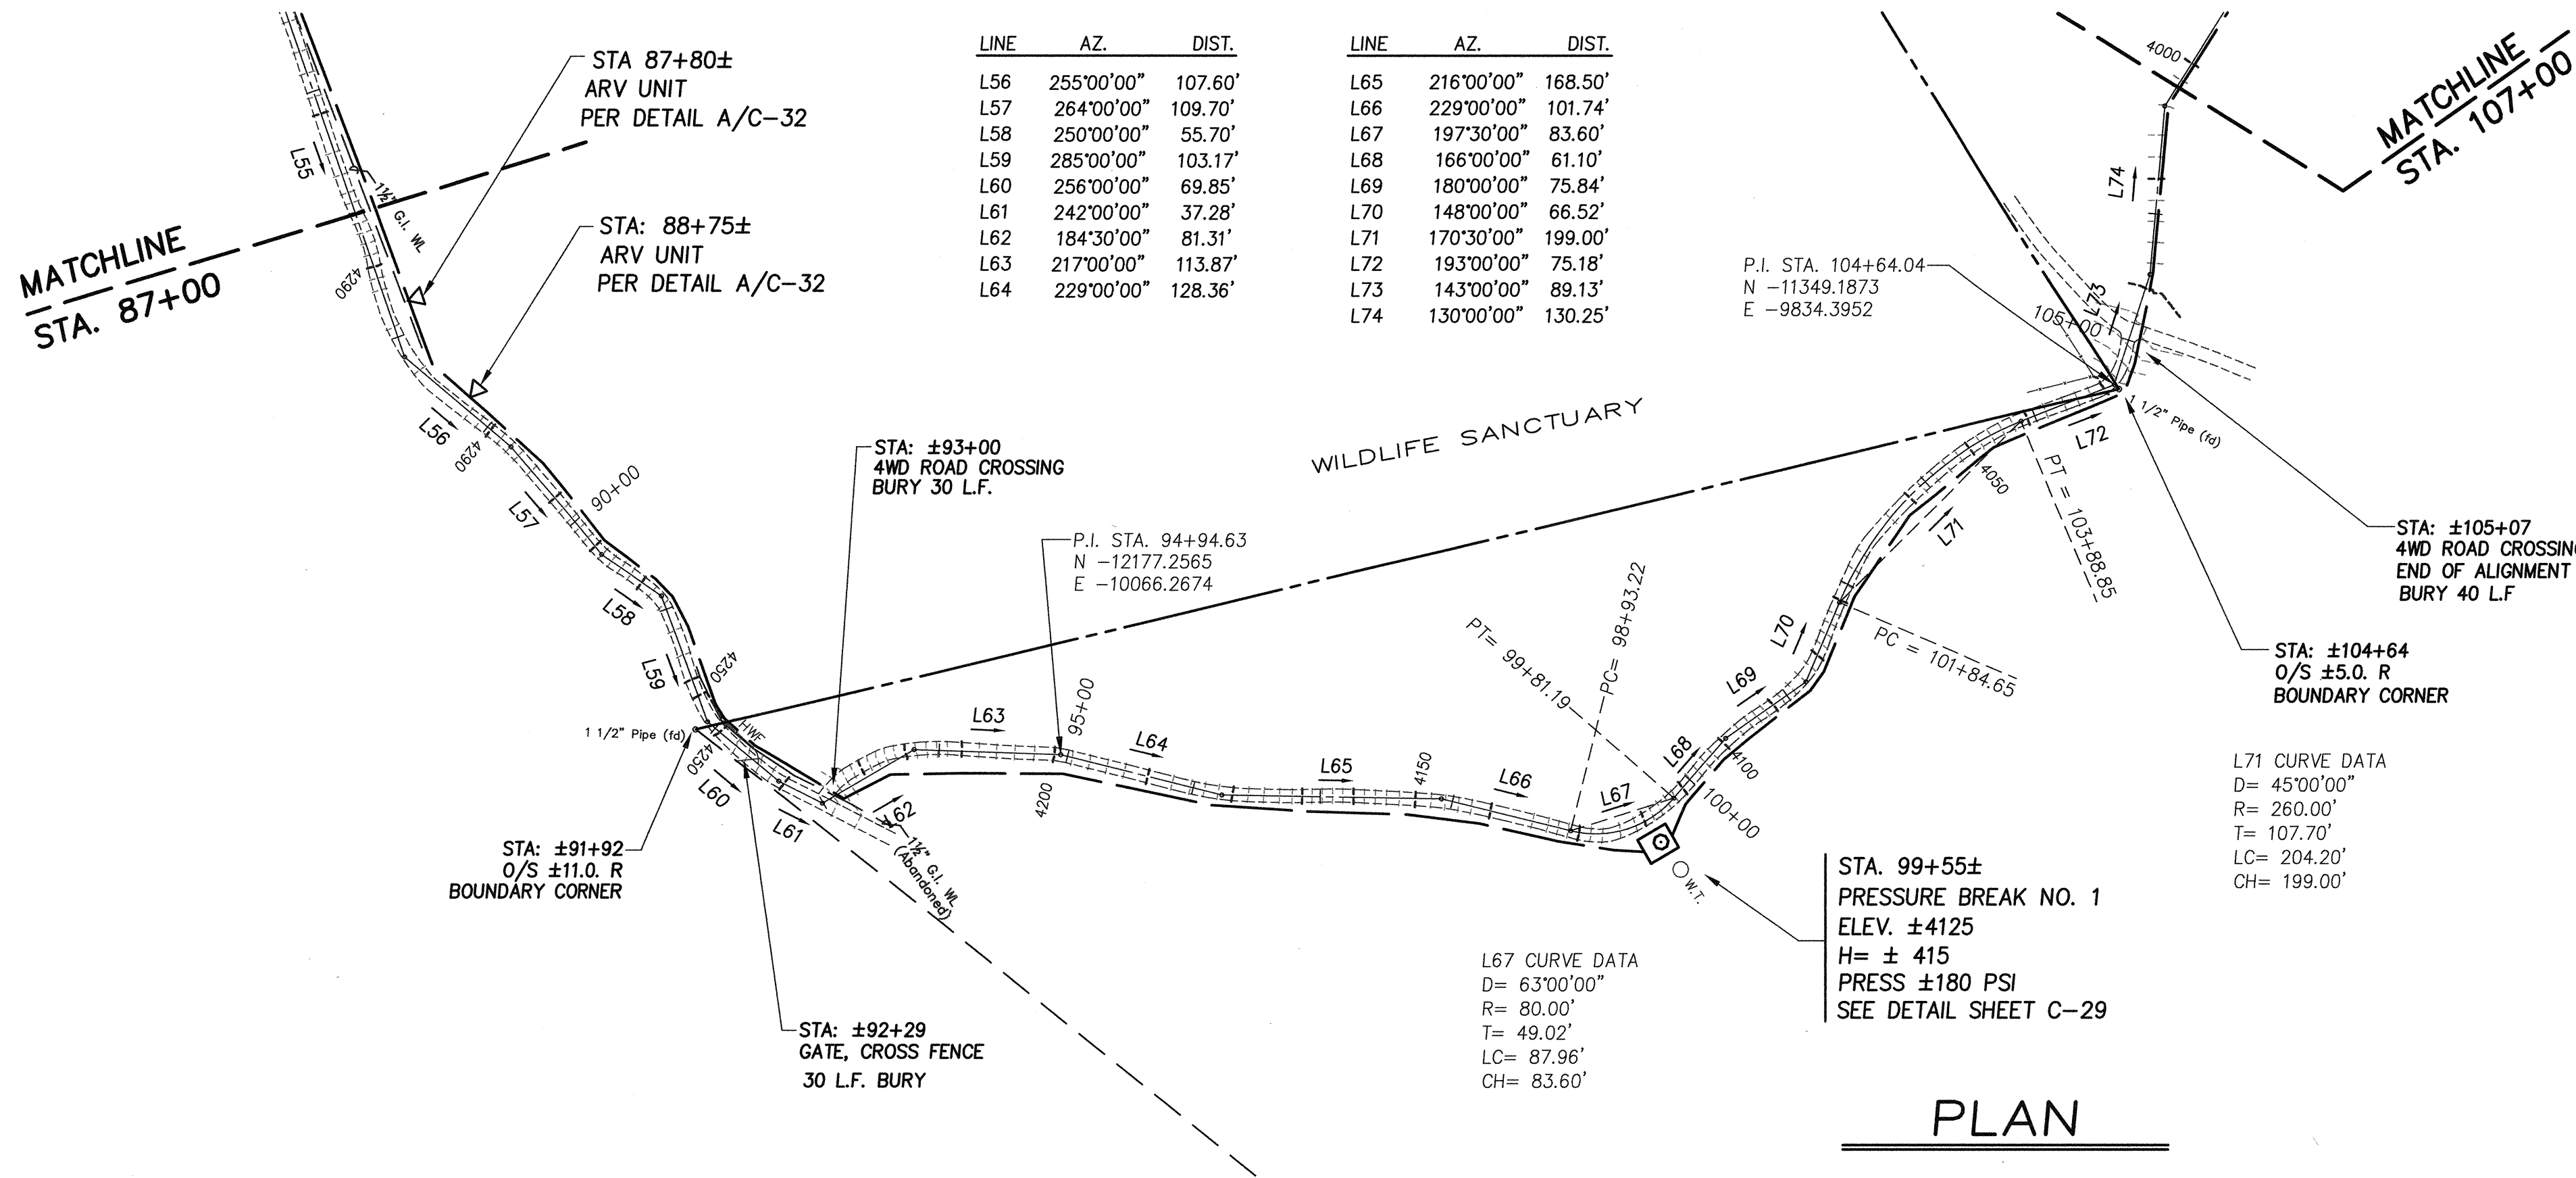 STA 87+80±
ARV UNIT
PER DETAIL A/C-32
STA: 88+75±
ARV UNIT
PER DETAIL A/C-32
MATCHLINE
STA. 87+00
L55
1½" G.I. WL
4290
LINE AZ. DIST.
L56 255°00'00" 107.60'
L57 264°00'00" 109.70'
L58 250°00'00" 55.70'
L59 285°00'00" 103.17'
L60 256°00'00" 69.85'
L61 242°00'00" 37.28'
L62 184°30'00" 81.31'
L63 217°00'00" 113.87'
L64 229°00'00" 128.36'
LINE AZ. DIST.
L65 216°00'00" 168.50'
L66 229°00'00" 101.74'
L67 197°30'00" 83.60'
L68 166°00'00" 61.10'
L69 180°00'00" 75.84'
L70 148°00'00" 66.52'
L71 170°30'00" 199.00'
L72 193°00'00" 75.18'
L73 143°00'00" 89.13'
L74 130°00'00" 130.25'
4000
MATCHLINE
STA. 107+00
L74
P.I. STA. 104+64.04
N -11349.1873
E -9834.3952
L73
105+00
1 1/2" Pipe (fd)
L72
WILDLIFE SANCTUARY
L56
4290
90+00
L57
L58
L59
4250
STA: ±93+00
4WD ROAD CROSSING
BURY 30 L.F.
P.I. STA. 94+94.63
N -12177.2565
E -10066.2674
1 1/2" Pipe (fd)
HWF
4250
L60
L61
L62
1½" G.I. WL
(Abandoned)
L63
95+00
4200
L64
L65
4150
L66
L67
PC= 98+93.22
PT= 99+81.19
L68
4100
100+00
L69
L70
PC = 101+84.65
L71
4050
PT = 103+88.85
W.T.
STA: ±105+07
4WD ROAD CROSSING
END OF ALIGNMENT
BURY 40 L.F
STA: ±104+64
O/S ±5.0. R
BOUNDARY CORNER
STA: ±91+92
O/S ±11.0. R
BOUNDARY CORNER
STA: ±92+29
GATE, CROSS FENCE
30 L.F. BURY
L71 CURVE DATA
D= 45°00'00"
R= 260.00'
T= 107.70'
LC= 204.20'
CH= 199.00'
STA. 99+55±
PRESSURE BREAK NO. 1
ELEV. ±4125
H= ± 415
PRESS ±180 PSI
SEE DETAIL SHEET C-29
L67 CURVE DATA
D= 63°00'00"
R= 80.00'
T= 49.02'
LC= 87.96'
CH= 83.60'
PLAN